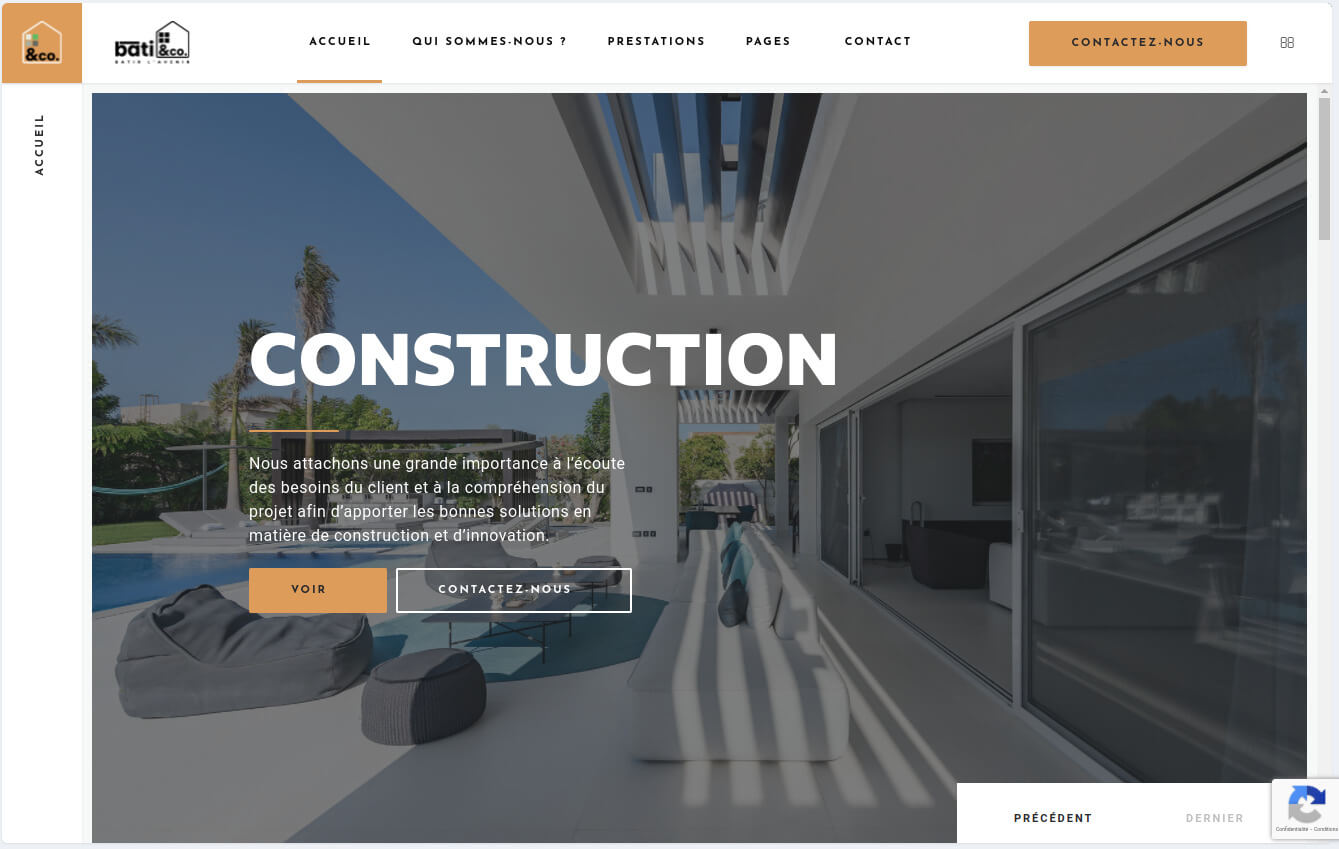 &co.
bati &co.
BATIR L'AVENIR
ACCUEIL
QUI SOMMES-NOUS ?
PRESTATIONS
PAGES
CONTACT
CONTACTEZ-NOUS
ACCUEIL
CONSTRUCTION
Nous attachons une grande importance à l’écoute
des besoins du client et à la compréhension du
projet afin d’apporter les bonnes solutions en
matière de construction et d’innovation.
VOIR
CONTACTEZ-NOUS
PRÉCÉDENT
DERNIER
Confidentialité - Conditions